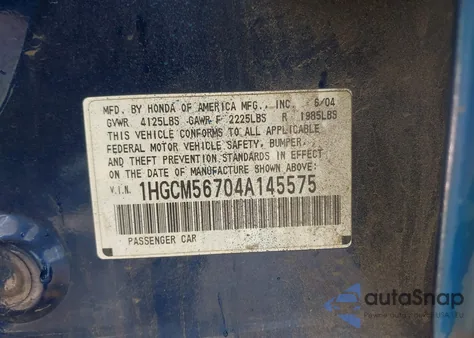 MFD. BY HONDA OF AMERICA MFG., INC. 6/04
GVWR 4125LBS GAWR F 2225LBS R 1985LBS
THIS VEHICLE CONFORMS TO ALL APPLICABLE
FEDERAL MOTOR VEHICLE SAFETY, BUMPER,
AND THEFT PREVENTION STANDARDS IN EFFECT
ON THE DATE OF MANUFACTURE SHOWN ABOVE.
V.I.N. 1HGCM56704A145575
PASSENGER CAR
autoSnap